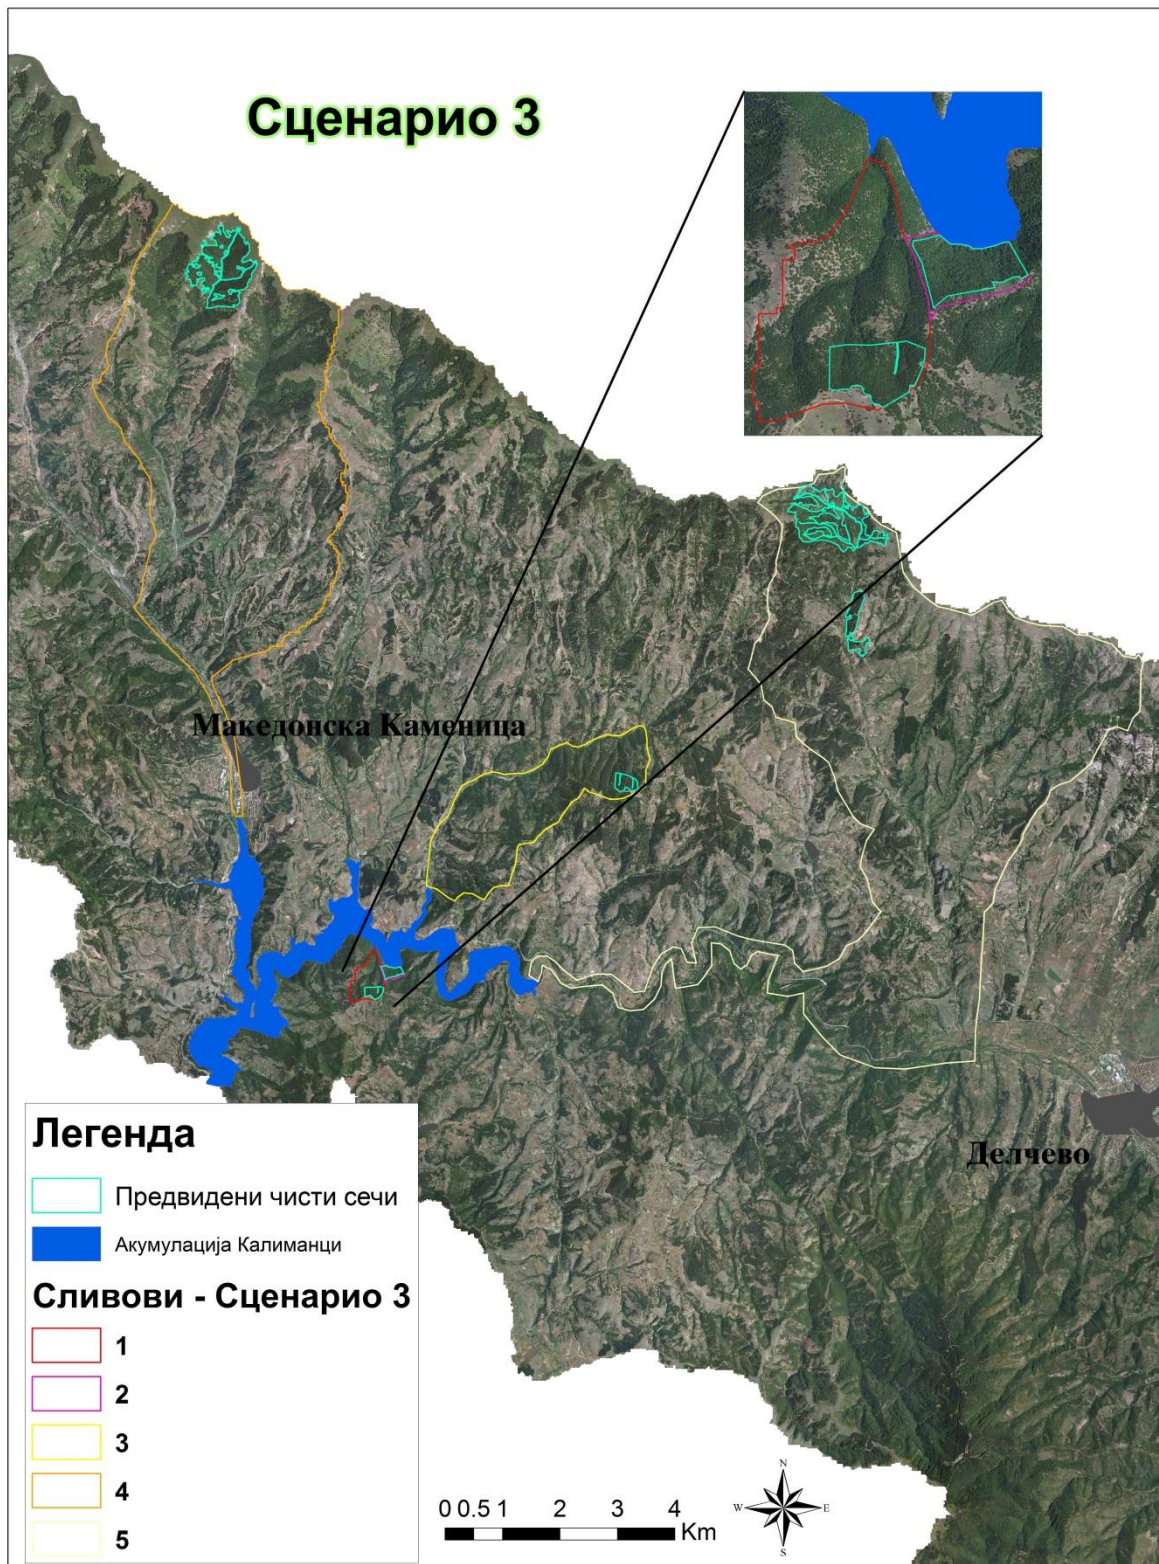 Сценарио 3
Македонска Каменица
Делчево
Легенда
Предвидени чисти сечи
Акумулација Калиманци
Сливови - Сценарио 3
1
2
3
4
5
0 0.5 1 2 3 4
Km
N
W E
S